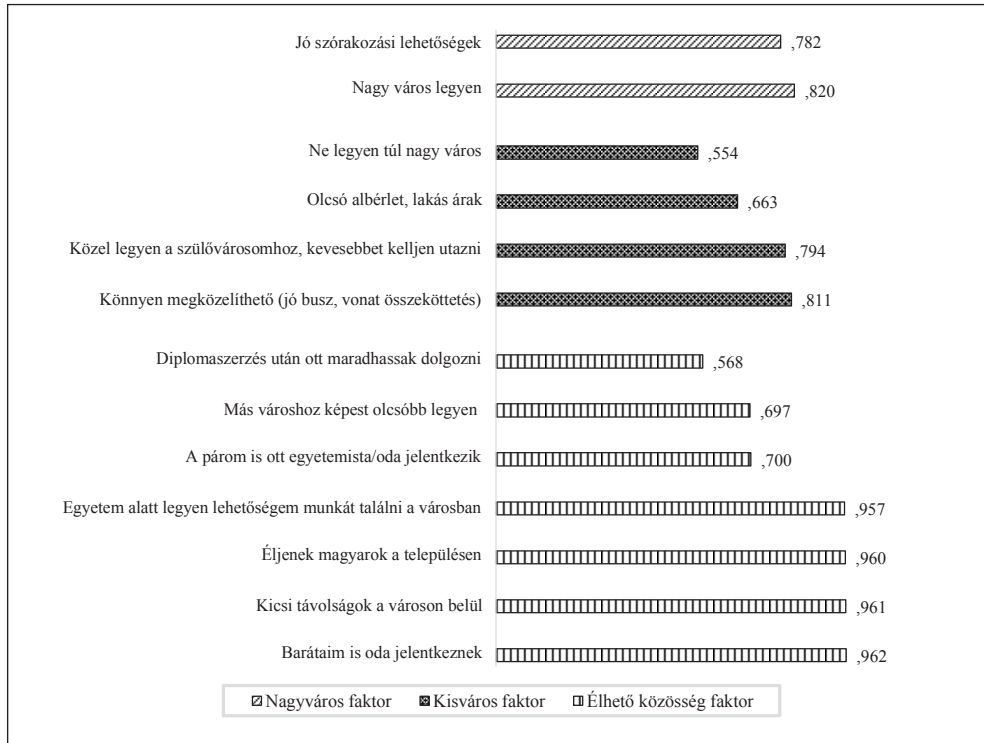 Jó szórakozási lehetőségek ,782
Nagy város legyen ,820
Ne legyen túl nagy város ,554
Olcsó albérlet, lakás árak ,663
Közel legyen a szülővárosomhoz, kevesebbet kelljen utazni ,794
Könnyen megközelíthető (jó busz, vonat összeköttetés) ,811
Diplomaszerzés után ott maradhassak dolgozni ,568
Más városhoz képest olcsóbb legyen ,697
A párom is ott egyetemista/oda jelentkezik ,700
Egyetem alatt legyen lehetőségem munkát találni a városban ,957
Éljenek magyarok a településen ,960
Kicsi távolságok a városon belül ,961
Barátaim is oda jelentkeznek ,962
Nagyváros faktor Kisváros faktor Élhető közösség faktor